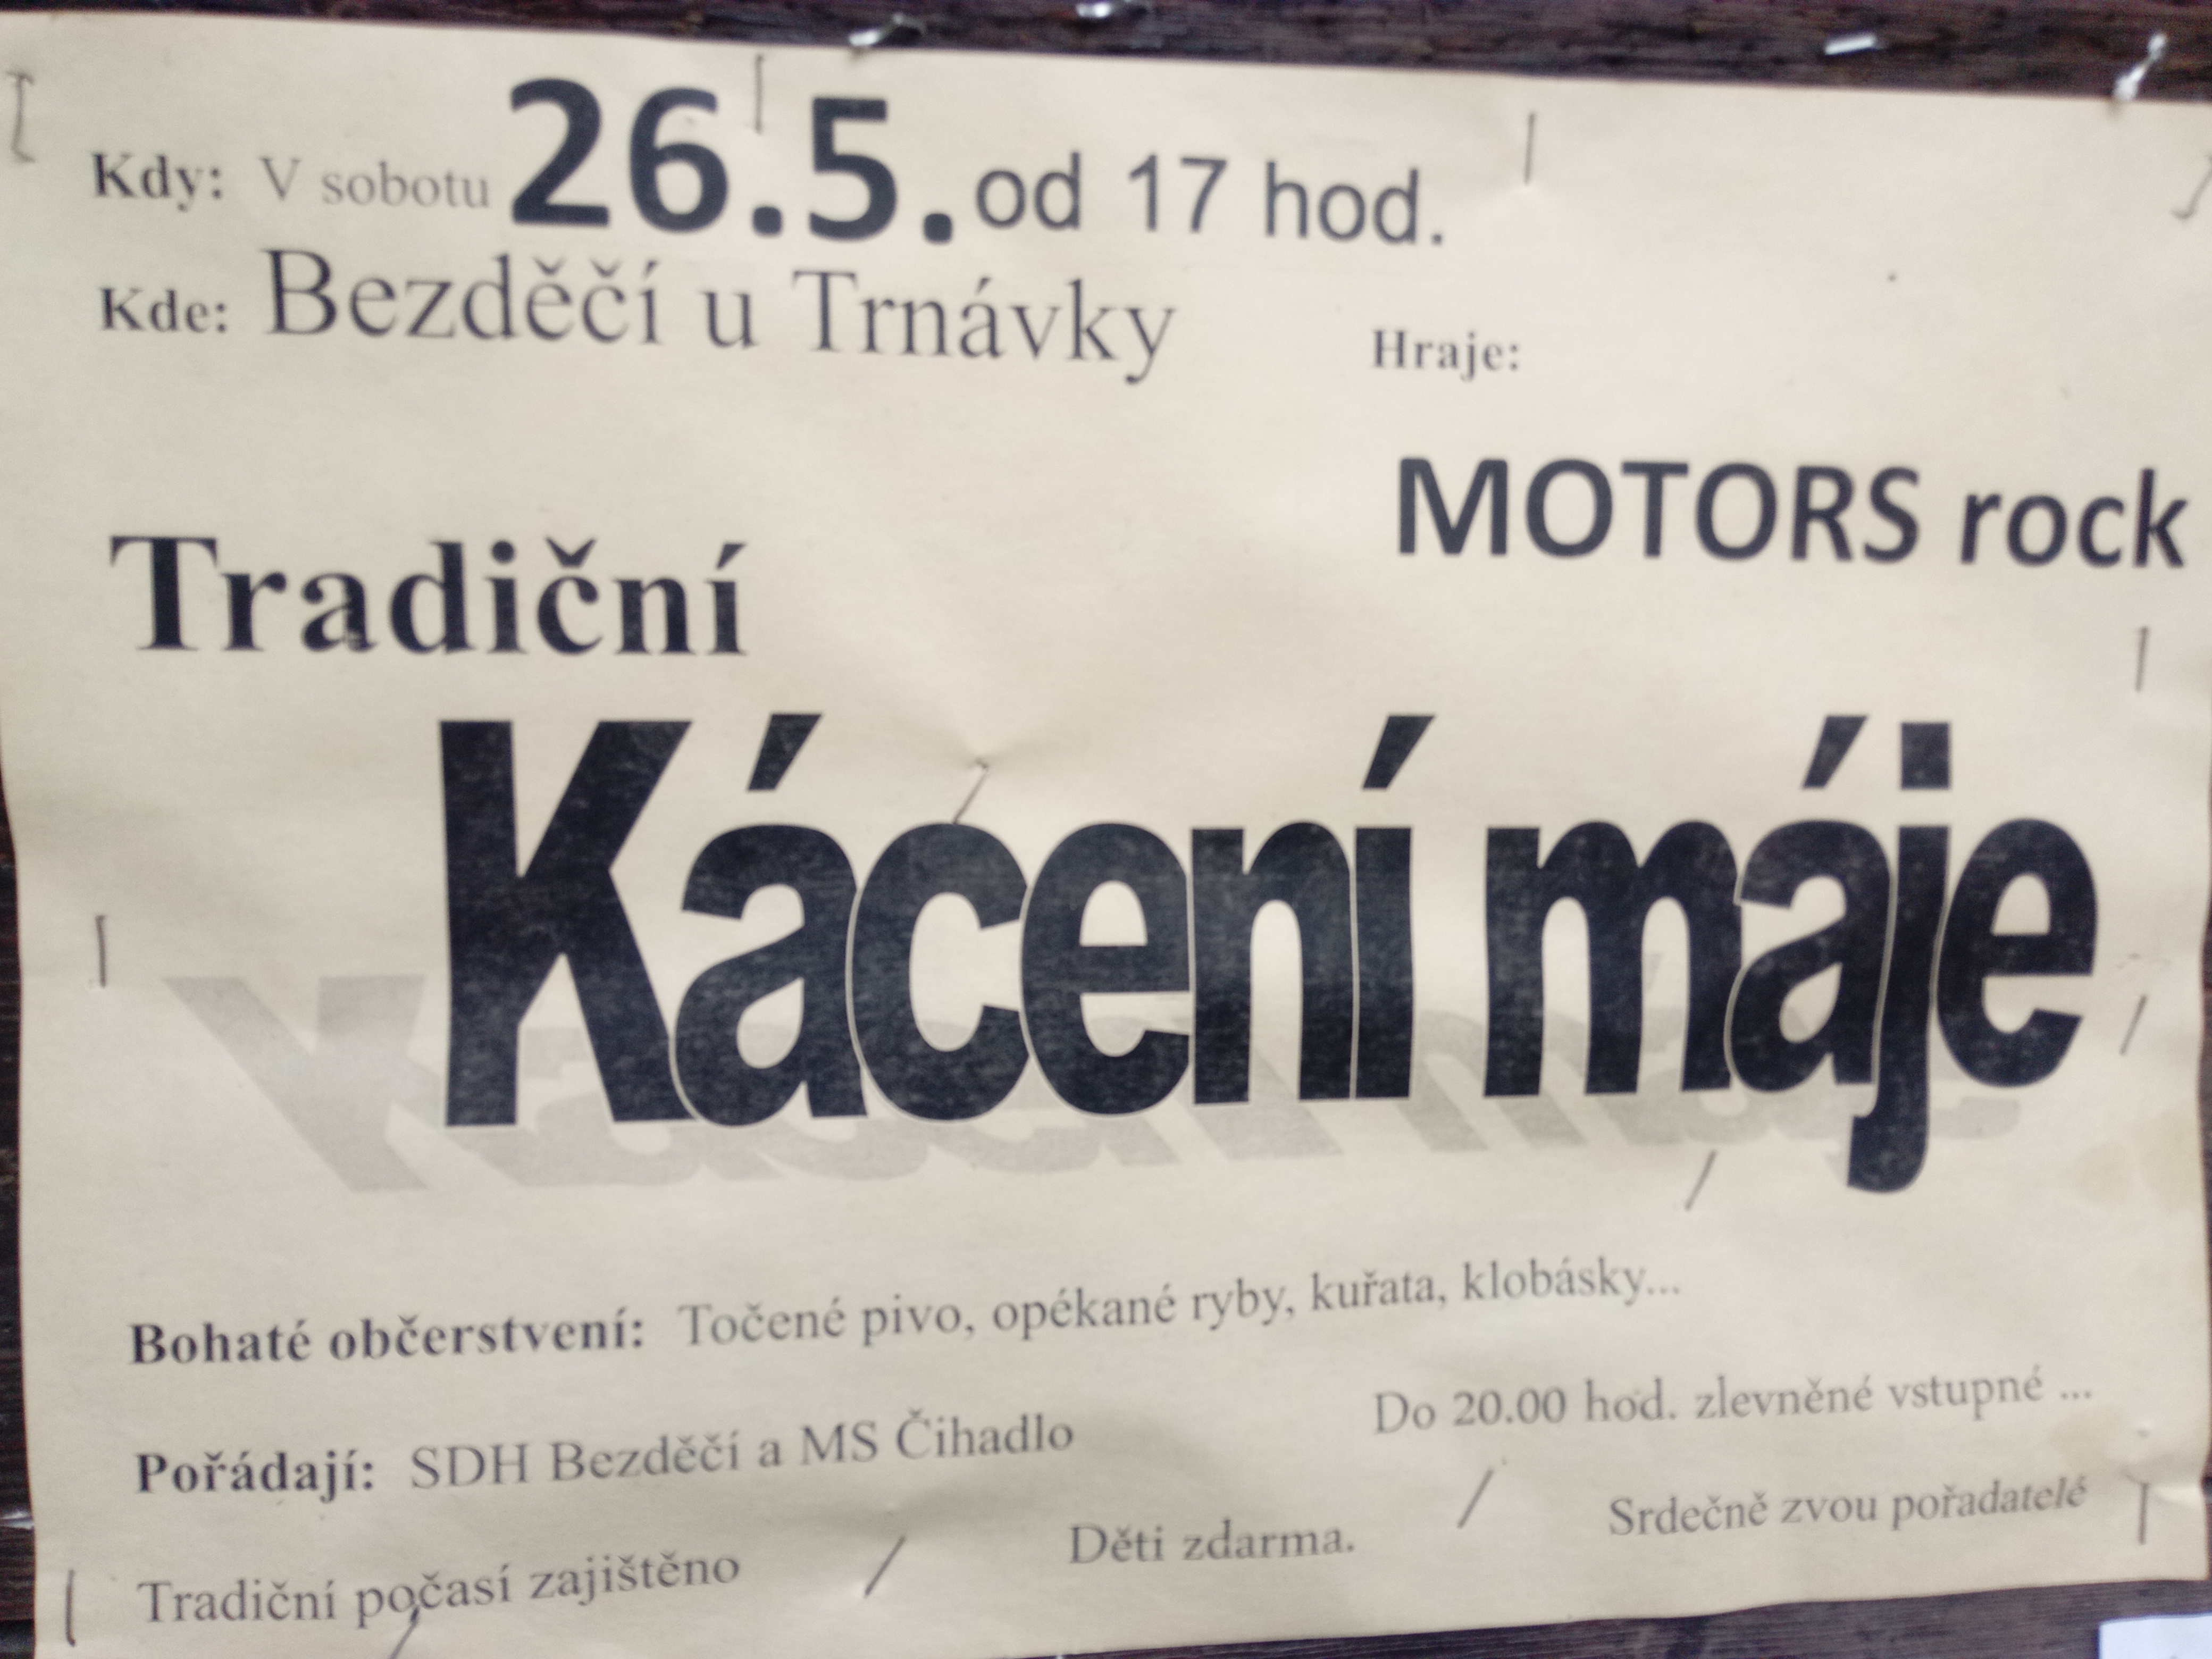 Kdy: V sobotu 26.5. od 17 hod.
Kde: Bezděčí u Trnávky
Hraje:
MOTORS rock
Tradiční
Kácení máje
Bohaté občerstvení: Točené pivo, opékané ryby, kuřata, klobásky...
Do 20.00 hod. zlevněné vstupné ...
Pořádají: SDH Bezděčí a MS Čihadlo
Srdečně zvou pořadatelé
Děti zdarma.
Tradiční počasí zajištěno